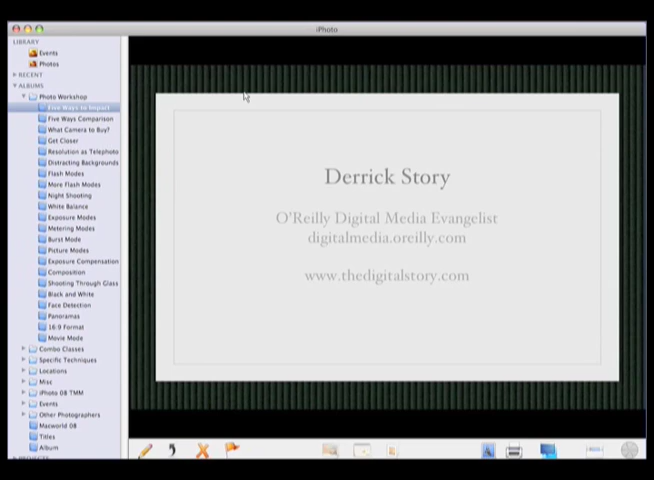 iPhoto
LIBRARY
Events
Photos
RECENT
ALBUMS
Photo Workshop
Five Ways to Impact
Five Ways Comparison
What Camera to Buy?
Get Closer
Resolution as Telephoto
Distracting Backgrounds
Flash Modes
More Flash Modes
Night Shooting
White Balance
Exposure Modes
Metering Modes
Burst Mode
Picture Modes
Exposure Compensation
Composition
Shooting Through Glass
Black and White
Face Detection
Panoramas
16:9 Format
Movie Mode
Combo Classes
Specific Techniques
Locations
Misc
iPhoto 08 TMM
Events
Other Photographers
Macworld 08
Titles
Album
PROJECTS
Derrick Story
O'Reilly Digital Media Evangelist
digitalmedia.oreilly.com
www.thedigitalstory.com